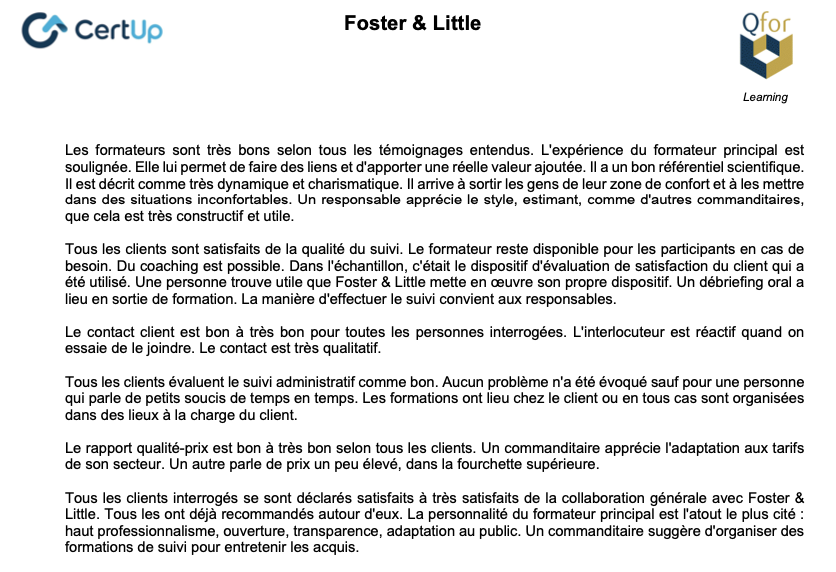 CertUp
Foster & Little
Qfor
Learning
Les formateurs sont très bons selon tous les témoignages entendus. L'expérience du formateur principal est
soulignée. Elle lui permet de faire des liens et d'apporter une réelle valeur ajoutée. Il a un bon référentiel scientifique.
Il est décrit comme très dynamique et charismatique. Il arrive à sortir les gens de leur zone de confort et à les mettre
dans des situations inconfortables. Un responsable apprécie le style, estimant, comme d'autres commanditaires,
que cela est très constructif et utile.
Tous les clients sont satisfaits de la qualité du suivi. Le formateur reste disponible pour les participants en cas de
besoin. Du coaching est possible. Dans l'échantillon, c'était le dispositif d'évaluation de satisfaction du client qui a
été utilisé. Une personne trouve utile que Foster & Little mette en œuvre son propre dispositif. Un débriefing oral a
lieu en sortie de formation. La manière d'effectuer le suivi convient aux responsables.
Le contact client est bon à très bon pour toutes les personnes interrogées. L'interlocuteur est réactif quand on
essaie de le joindre. Le contact est très qualitatif.
Tous les clients évaluent le suivi administratif comme bon. Aucun problème n'a été évoqué sauf pour une personne
qui parle de petits soucis de temps en temps. Les formations ont lieu chez le client ou en tous cas sont organisées
dans des lieux à la charge du client.
Le rapport qualité-prix est bon à très bon selon tous les clients. Un commanditaire apprécie l'adaptation aux tarifs
de son secteur. Un autre parle de prix un peu élevé, dans la fourchette supérieure.
Tous les clients interrogés se sont déclarés satisfaits à très satisfaits de la collaboration générale avec Foster &
Little. Tous les ont déjà recommandés autour d'eux. La personnalité du formateur principal est l'atout le plus cité :
haut professionnalisme, ouverture, transparence, adaptation au public. Un commanditaire suggère d'organiser des
formations de suivi pour entretenir les acquis.